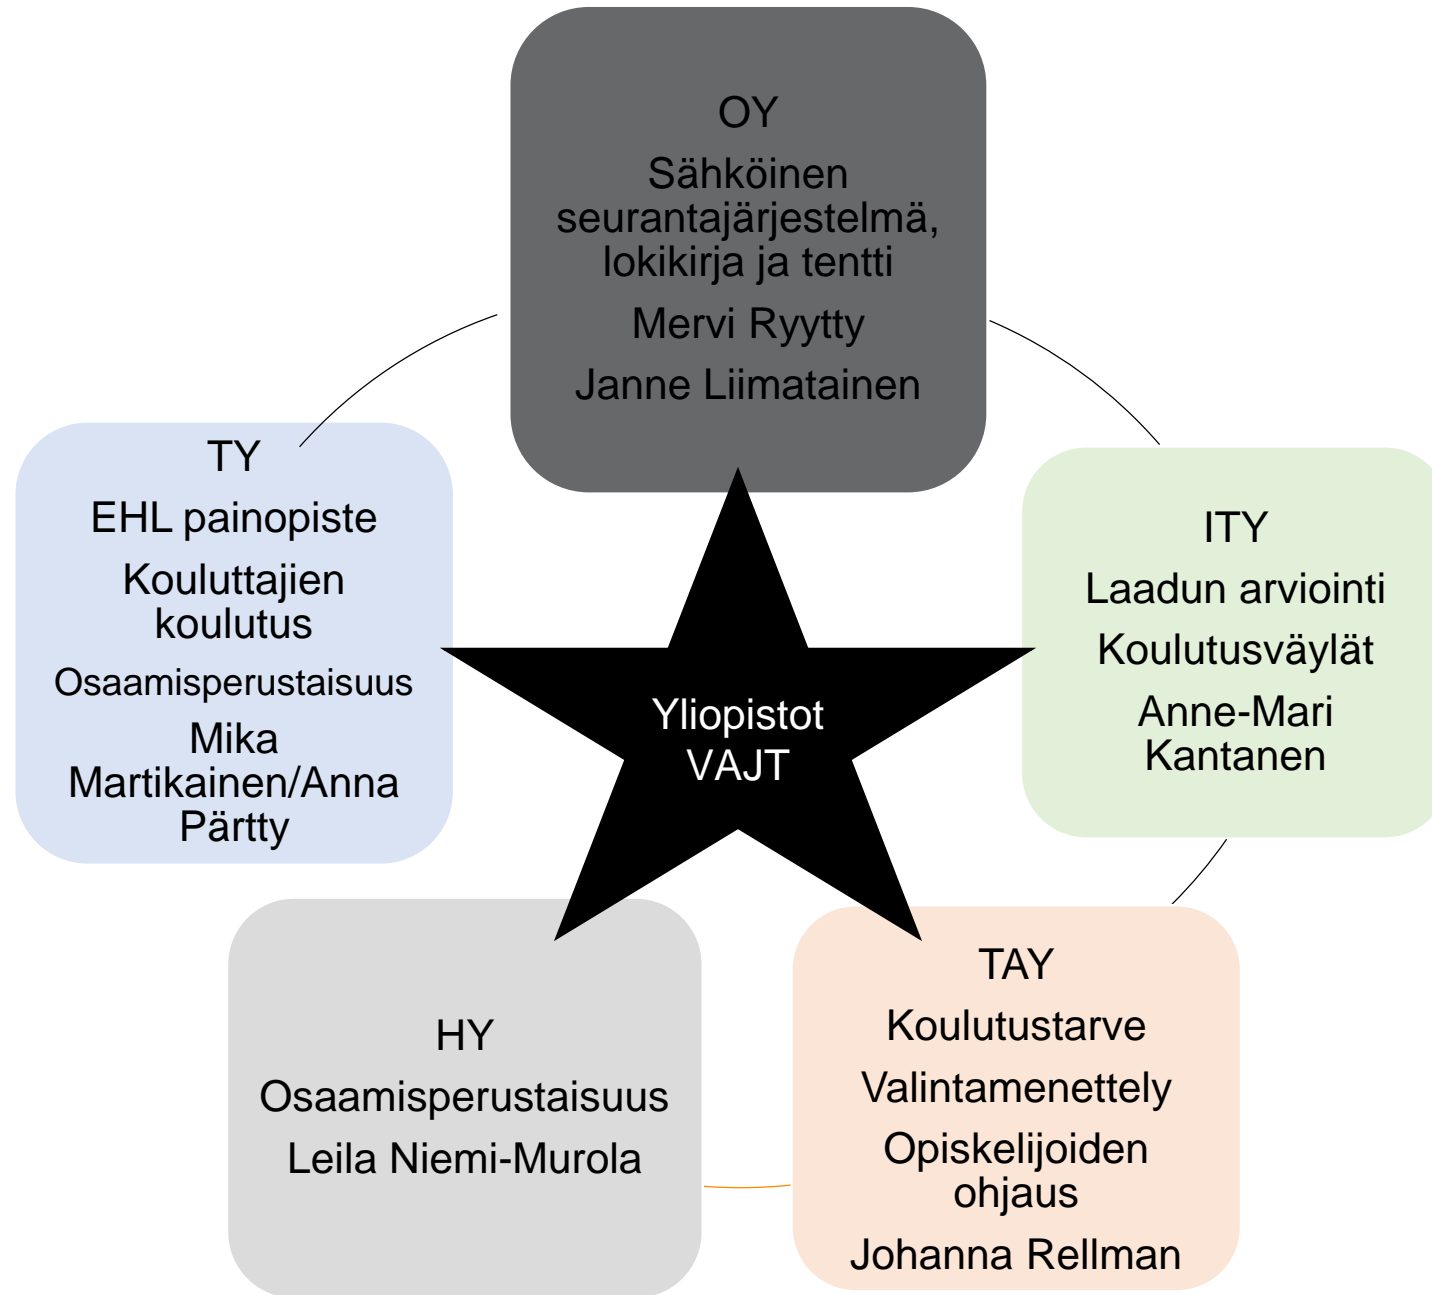 OY
Sähköinen
seurantajärjestelmä,
lokikirja ja tentti
Mervi Ryytty
Janne Liimatainen
TY
EHL painopiste
Kouluttajien
koulutus
Osaamisperustaisuus
Mika
Martikainen/Anna
Pärtty
ITY
Laadun arviointi
Koulutusväylät
Anne-Mari
Kantanen
Yliopistot
VAJT
HY
Osaamisperustaisuus
Leila Niemi-Murola
TAY
Koulutustarve
Valintamenettely
Opiskelijoiden
ohjaus
Johanna Rellman